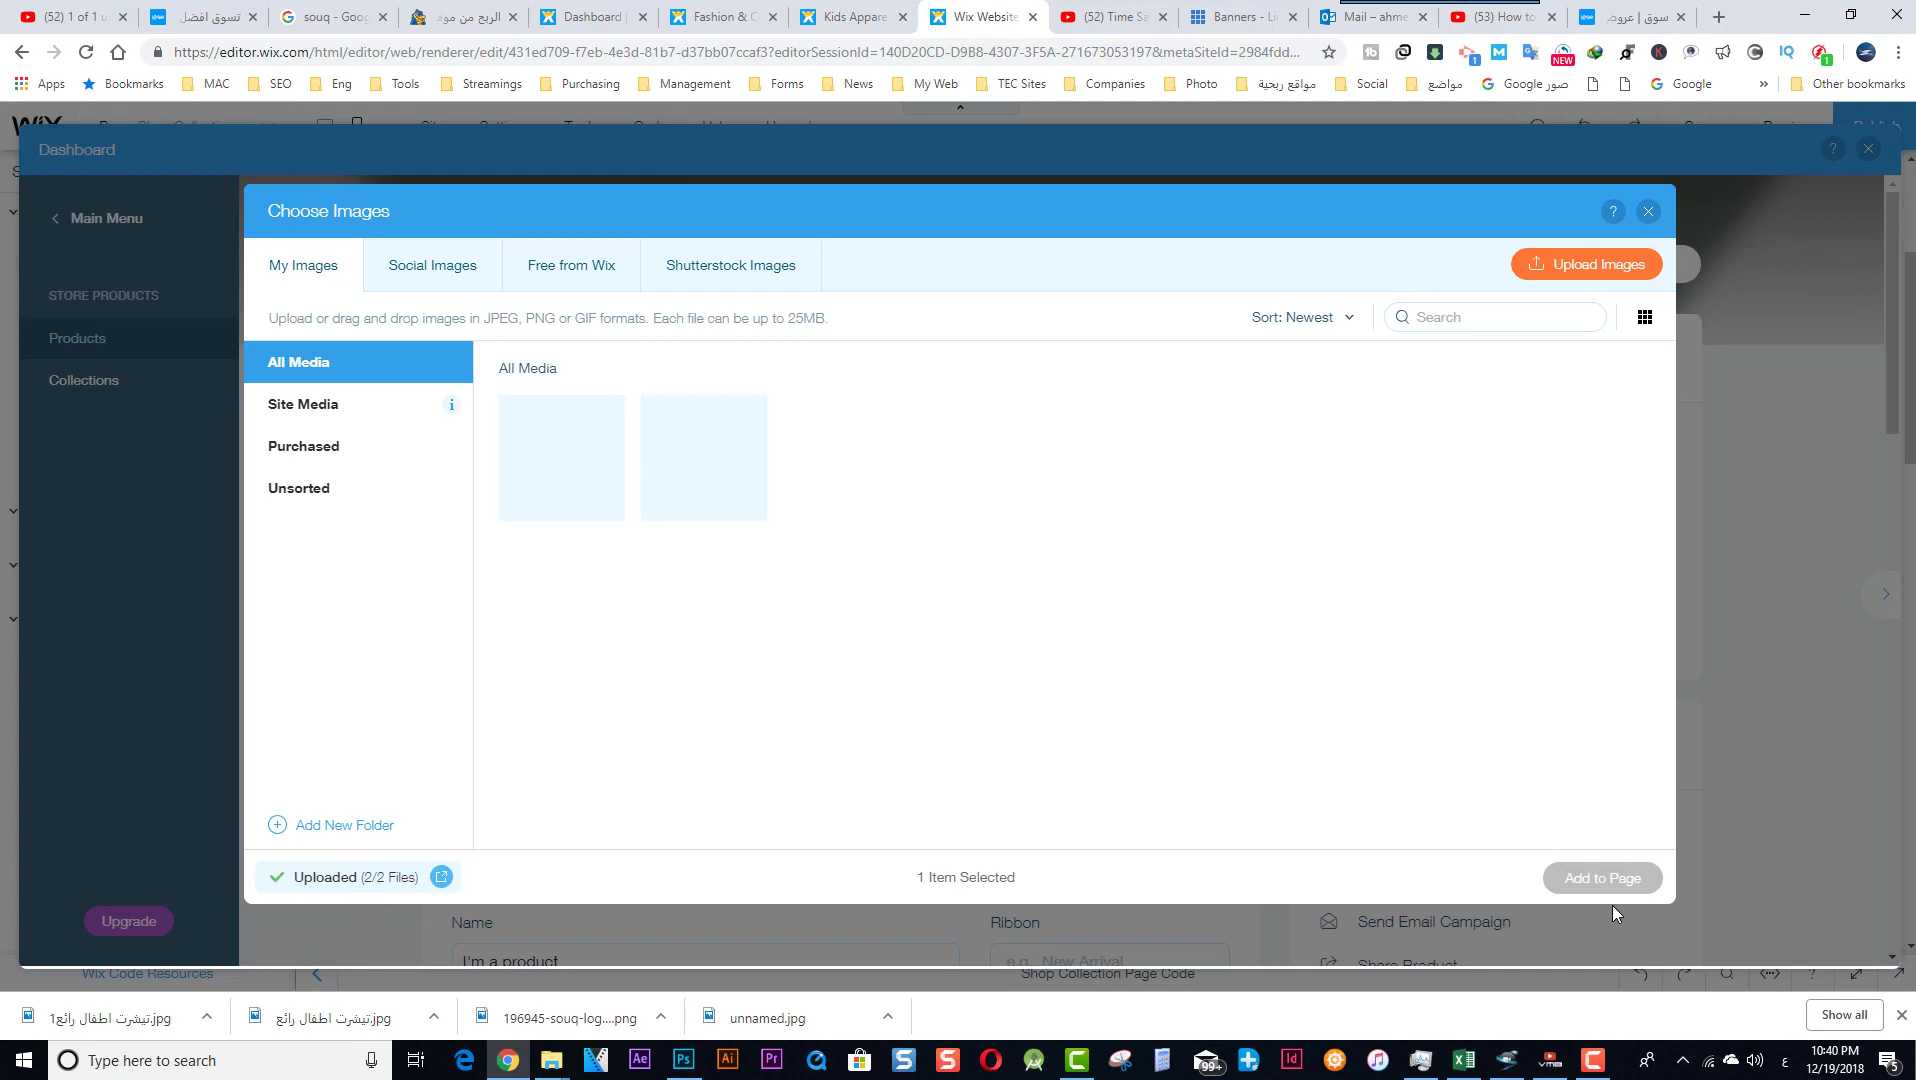 (52) 1 of 1 u
تسوق افضل
souq - Goog
الربح من موق
Dashboard
Fashion & C
Kids Appare
Wix Website
(52) Time Sa
Banners - Li
Mail – ahme
(53) How to
سوق | عروض
https://editor.wix.com/html/editor/web/renderer/edit/431ed709-f7eb-4e3d-81b7-d37bb07ccaf3?editorSessionId=140D20CD-D9B8-4307-3F5A-271673053197&metaSiteId=2984fddd...
Apps
Bookmarks
MAC
SEO
Eng
Tools
Streamings
Purchasing
Management
Forms
News
My Web
TEC Sites
Companies
Photo
مواقع ربحية
Social
مواضع
صور Google
Google
»
Other bookmarks
Dashboard
Main Menu
STORE PRODUCTS
Products
Collections
Upgrade
Choose Images
My Images
Social Images
Free from Wix
Shutterstock Images
Upload Images
Upload or drag and drop images in JPEG, PNG or GIF formats. Each file can be up to 25MB.
Sort: Newest
Search
All Media
Site Media
Purchased
Unsorted
All Media
Add New Folder
Uploaded (2/2 Files)
1 Item Selected
Add to Page
Name
Ribbon
Send Email Campaign
I'm a product
e.g., New Arrival
Share Product
Wix Code Resources
Shop Collection Page Code
تيشرت اطفال رائع1.jpg
تيشرت اطفال رائع.jpg
196945-souq-log....png
unnamed.jpg
Show all
Type here to search
99+
ع
10:40 PM
12/19/2018
5